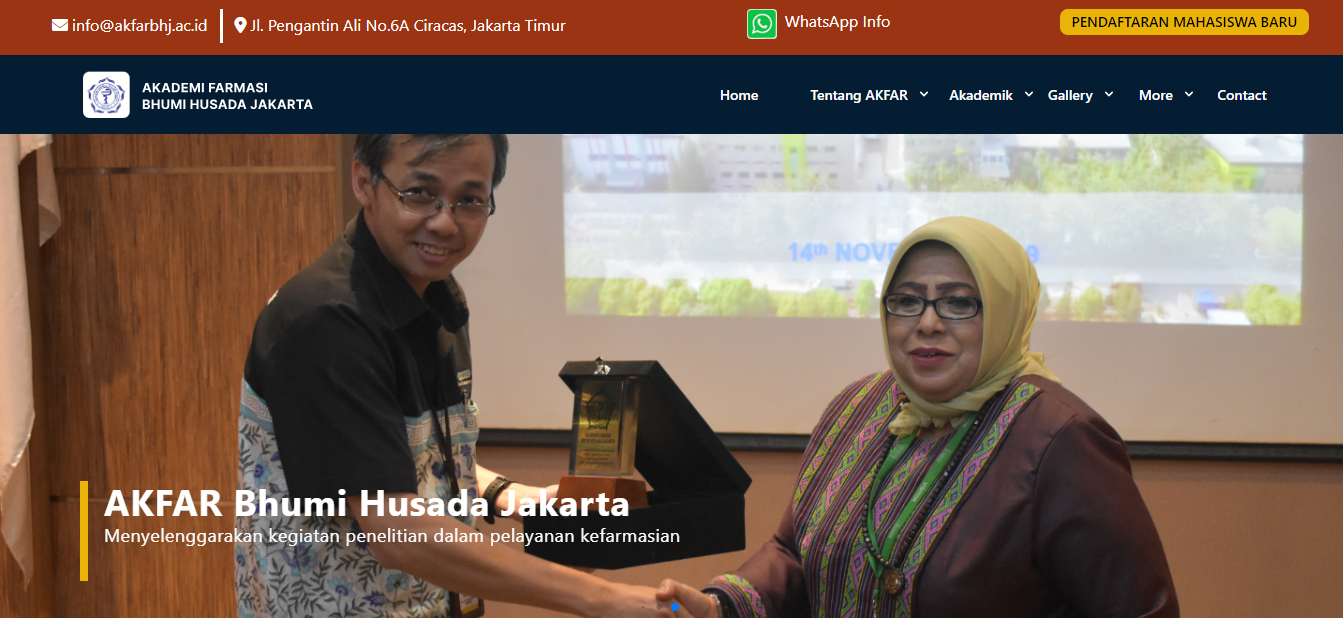 info@akfarbhj.ac.id
Jl. Pengantin Ali No.6A Ciracas, Jakarta Timur
WhatsApp Info
PENDAFTARAN MAHASISWA BARU
AKADEMI FARMASI
BHUMI HUSADA JAKARTA
Home
Tentang AKFAR
Akademik
Gallery
More
Contact
14th
AKFAR Bhumi Husada Jakarta
Menyelenggarakan kegiatan penelitian dalam pelayanan kefarmasian